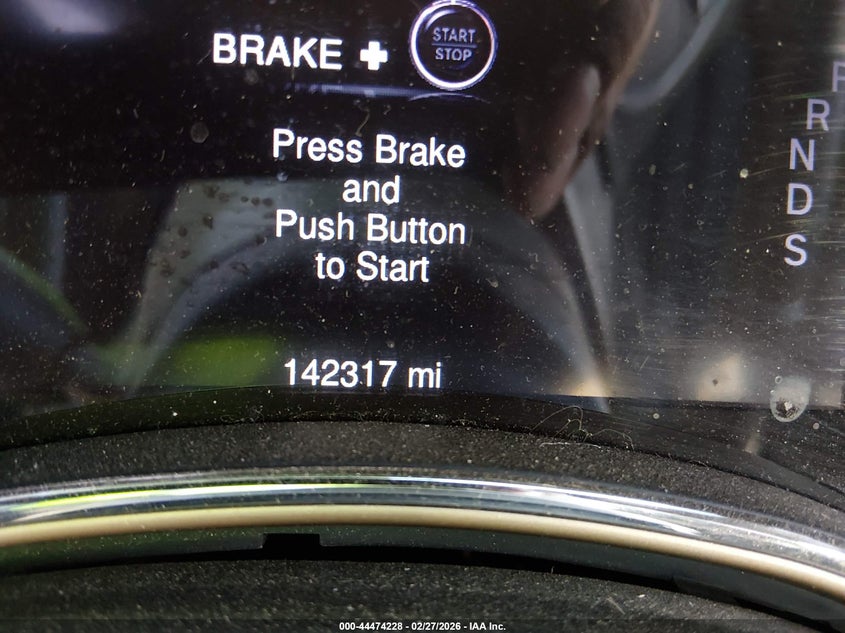 BRAKE +
START
STOP
Press Brake
and
Push Button
to Start
142317 mi
P
R
N
D
S
000-44474228 - 02/27/2026 - IAA Inc.